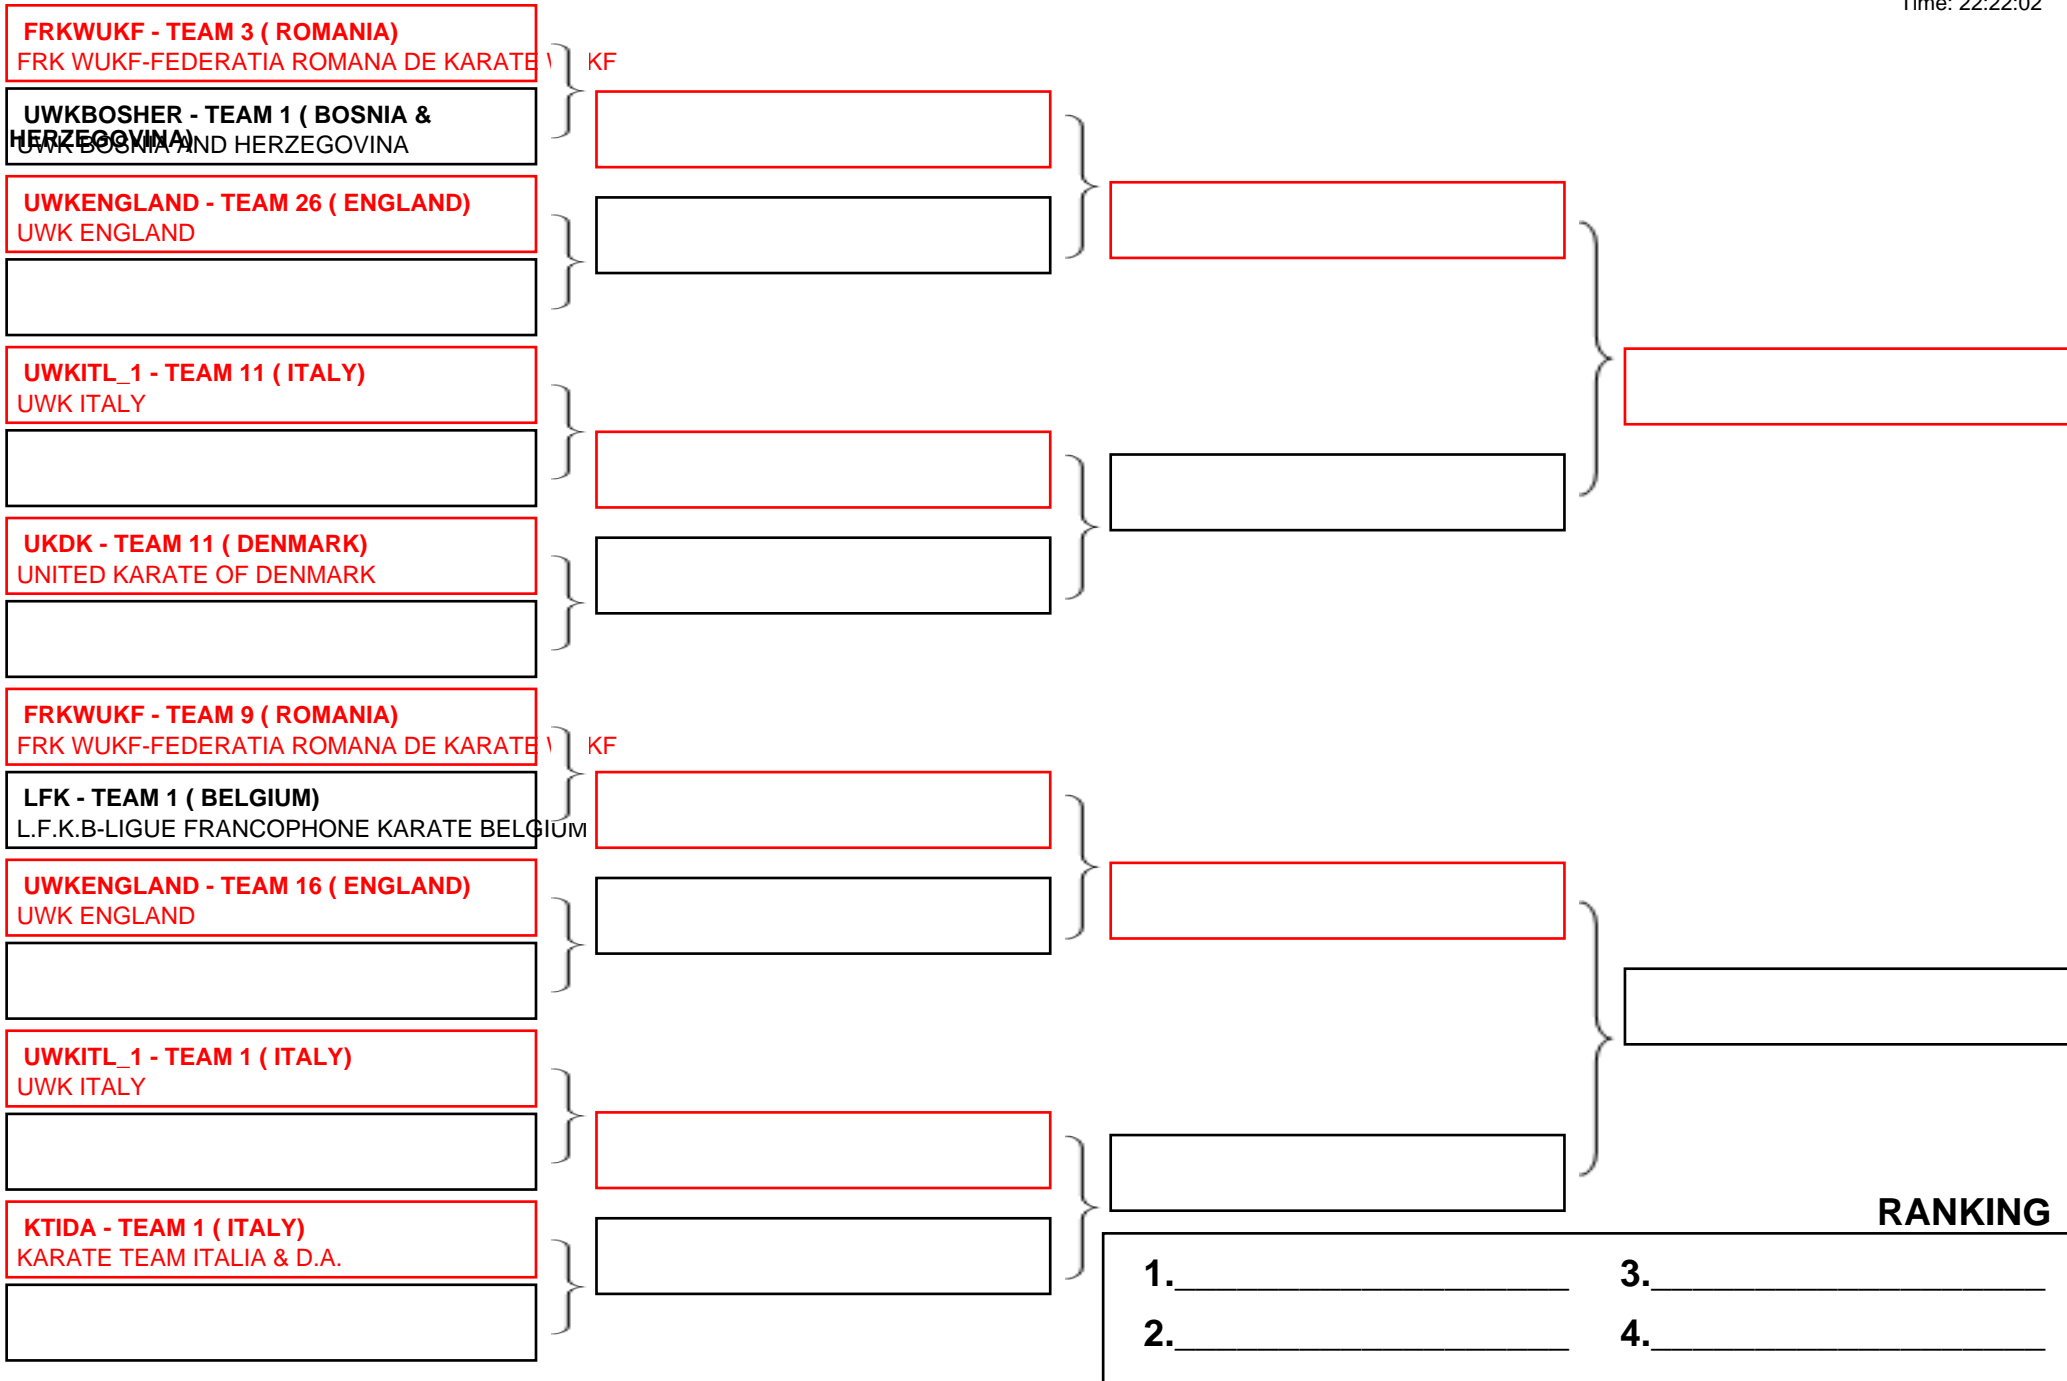 Time: 22:22:02
FRKWUKF - TEAM 3 ( ROMANIA)
FRK WUKF-FEDERATIA ROMANA DE KARATE KF
UWKBOSHER - TEAM 1 ( BOSNIA &
HERZEGOVINA)
UWK BOSNIA AND HERZEGOVINA
UWKENGLAND - TEAM 26 ( ENGLAND)
UWK ENGLAND
UWKITL_1 - TEAM 11 ( ITALY)
UWK ITALY
UKDK - TEAM 11 ( DENMARK)
UNITED KARATE OF DENMARK
FRKWUKF - TEAM 9 ( ROMANIA)
FRK WUKF-FEDERATIA ROMANA DE KARATE KF
LFK - TEAM 1 ( BELGIUM)
L.F.K.B-LIGUE FRANCOPHONE KARATE BELGIUM
UWKENGLAND - TEAM 16 ( ENGLAND)
UWK ENGLAND
UWKITL_1 - TEAM 1 ( ITALY)
UWK ITALY
KTIDA - TEAM 1 ( ITALY)
KARATE TEAM ITALIA & D.A.
RANKING
1.___________________ 3.___________________
2.___________________ 4.___________________